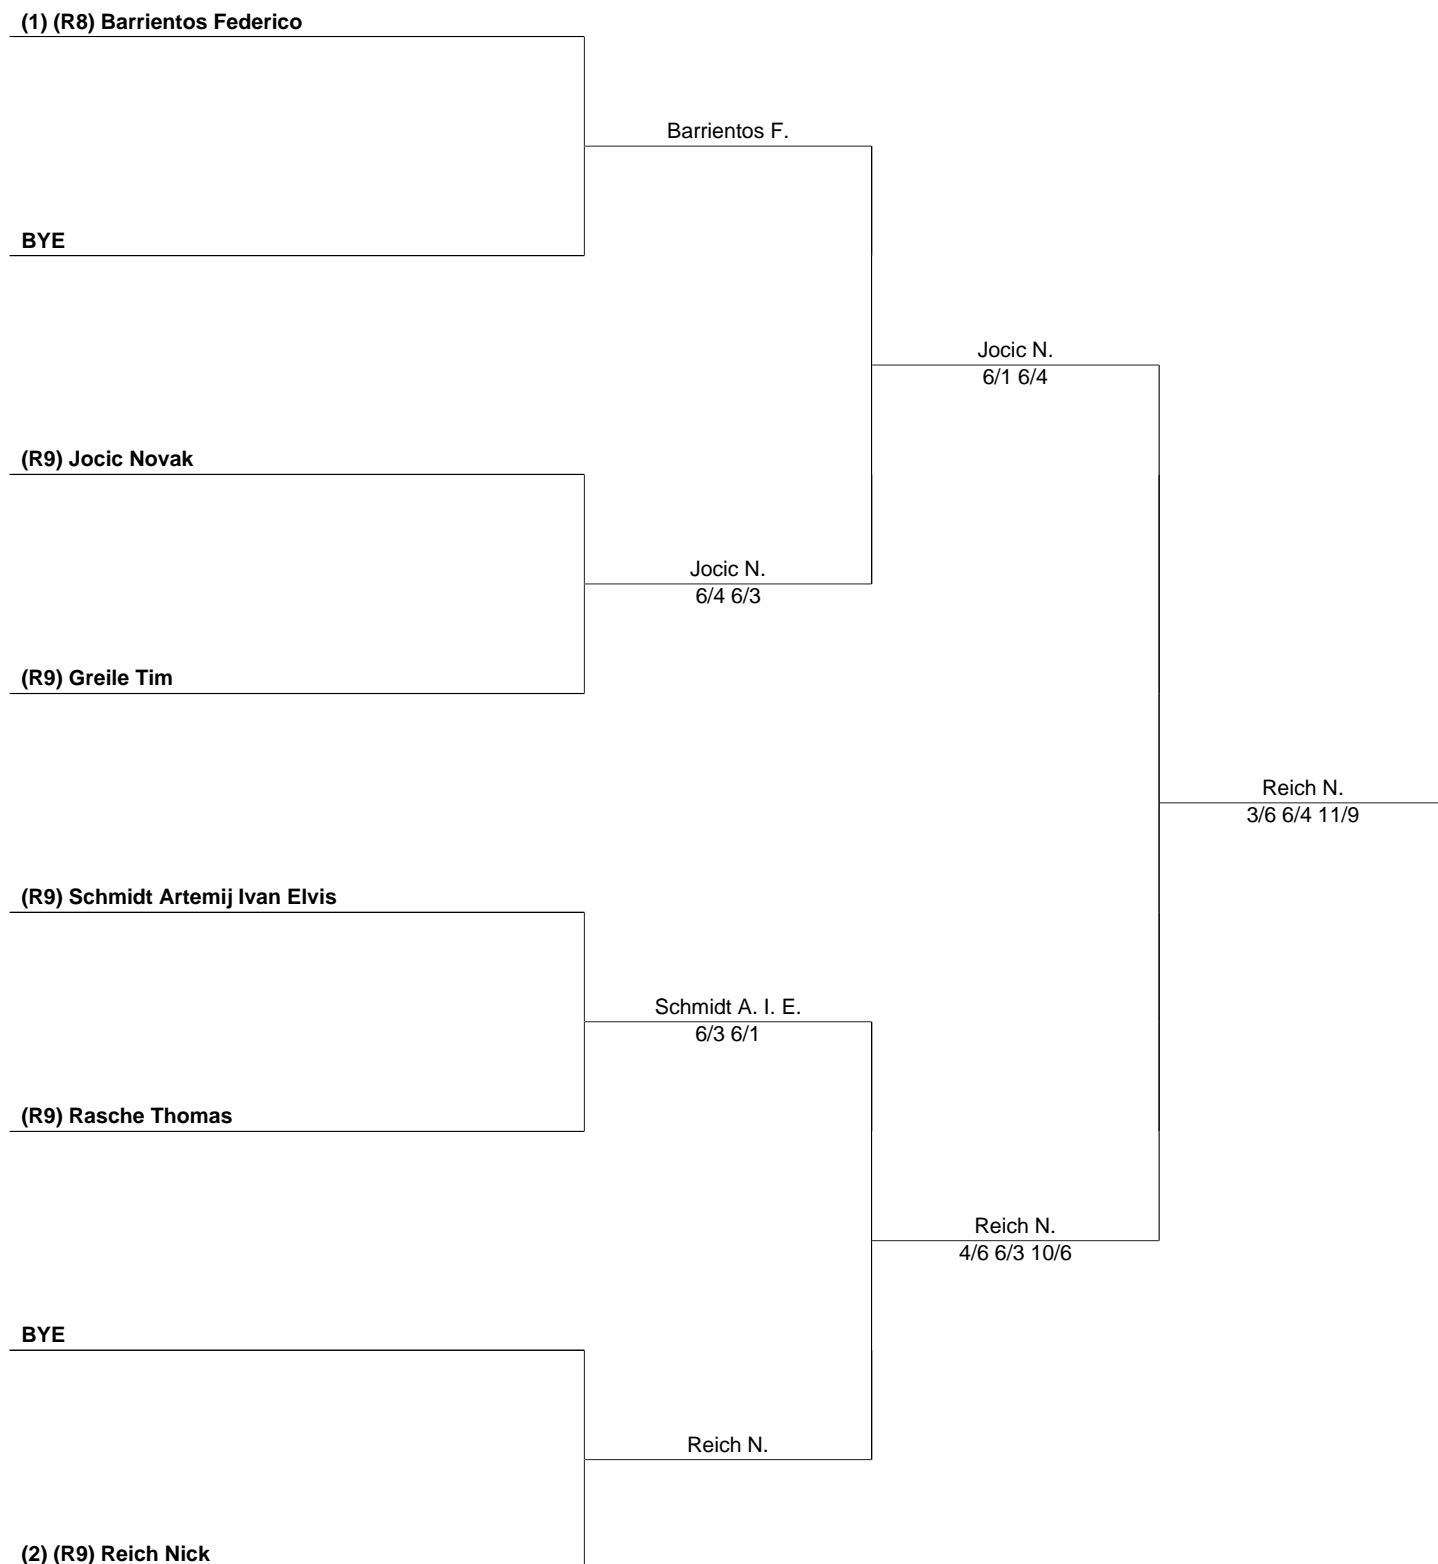 (1) (R8) Barrientos Federico
Barrientos F.
BYE
Jocic N.
6/1 6/4
(R9) Jocic Novak
Jocic N.
6/4 6/3
(R9) Greile Tim
Reich N.
3/6 6/4 11/9
(R9) Schmidt Artemij Ivan Elvis
Schmidt A. I. E.
6/3 6/1
(R9) Rasche Thomas
Reich N.
4/6 6/3 10/6
BYE
Reich N.
(2) (R9) Reich Nick